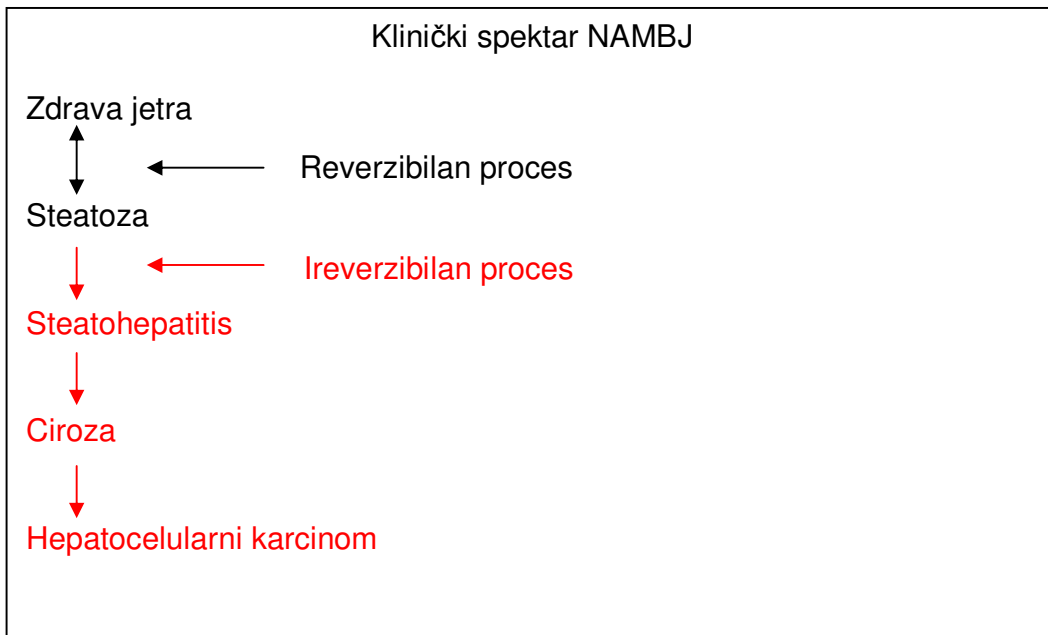 Klinički spektar NAMBJ
Zdrava jetra
Reverzibilan proces
Steatoza
Ireverzibilan proces
Steatohepatitis
Ciroza
Hepatocelularni karcinom